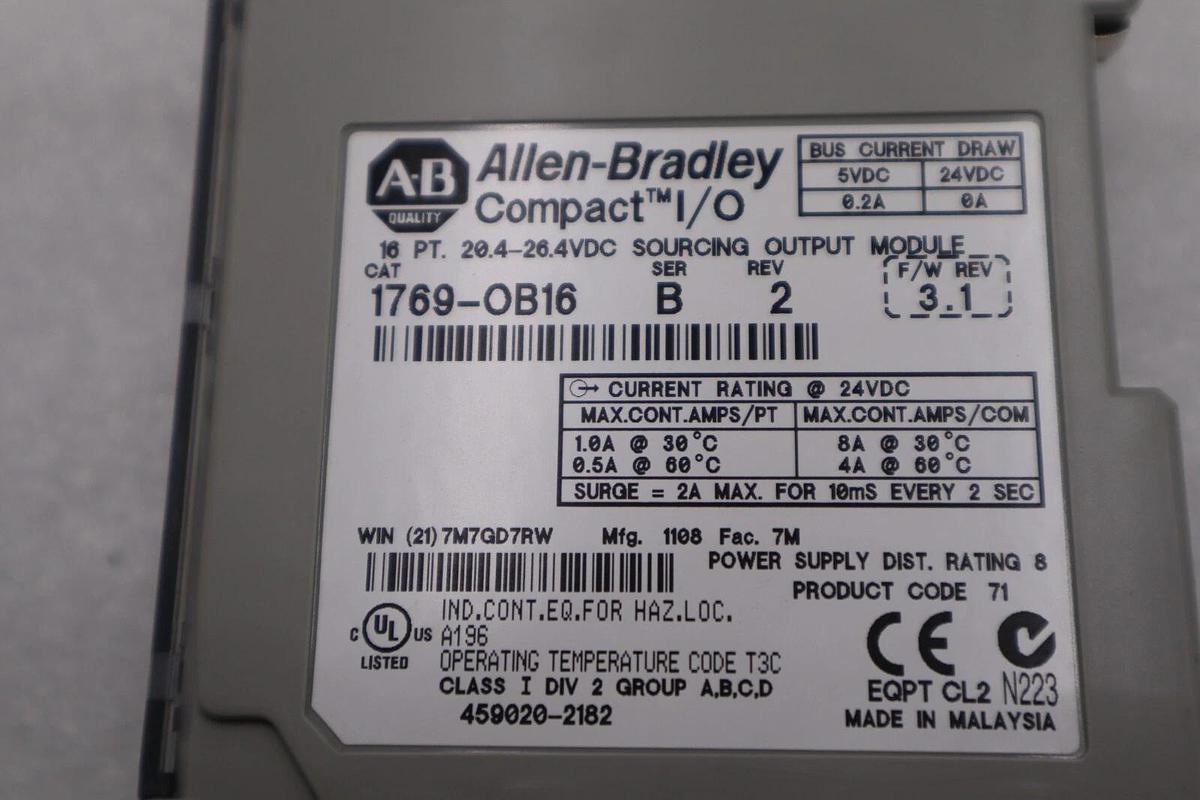 A-B
QUALITY
Allen-Bradley
Compact™ I/O
BUS CURRENT DRAW
5VDC 24VDC
0.2A 0A
16 PT. 20.4-26.4VDC SOURCING OUTPUT MODULE
CAT SER REV F/W REV
1769-OB16 B 2 3.1
CURRENT RATING @ 24VDC
MAX.CONT.AMPS/PT MAX.CONT.AMPS/COM
1.0A @ 30°C 8A @ 30°C
0.5A @ 60°C 4A @ 60°C
SURGE = 2A MAX. FOR 10mS EVERY 2 SEC
WIN (21) 7M7GD7RW Mfg. 1108 Fac. 7M
POWER SUPPLY DIST. RATING 8
PRODUCT CODE 71
C UL US
LISTED
IND.CONT.EQ.FOR HAZ.LOC.
A196
OPERATING TEMPERATURE CODE T3C
CLASS I DIV 2 GROUP A,B,C,D
459020-2182
CE
EQPT CL2 N223
MADE IN MALAYSIA